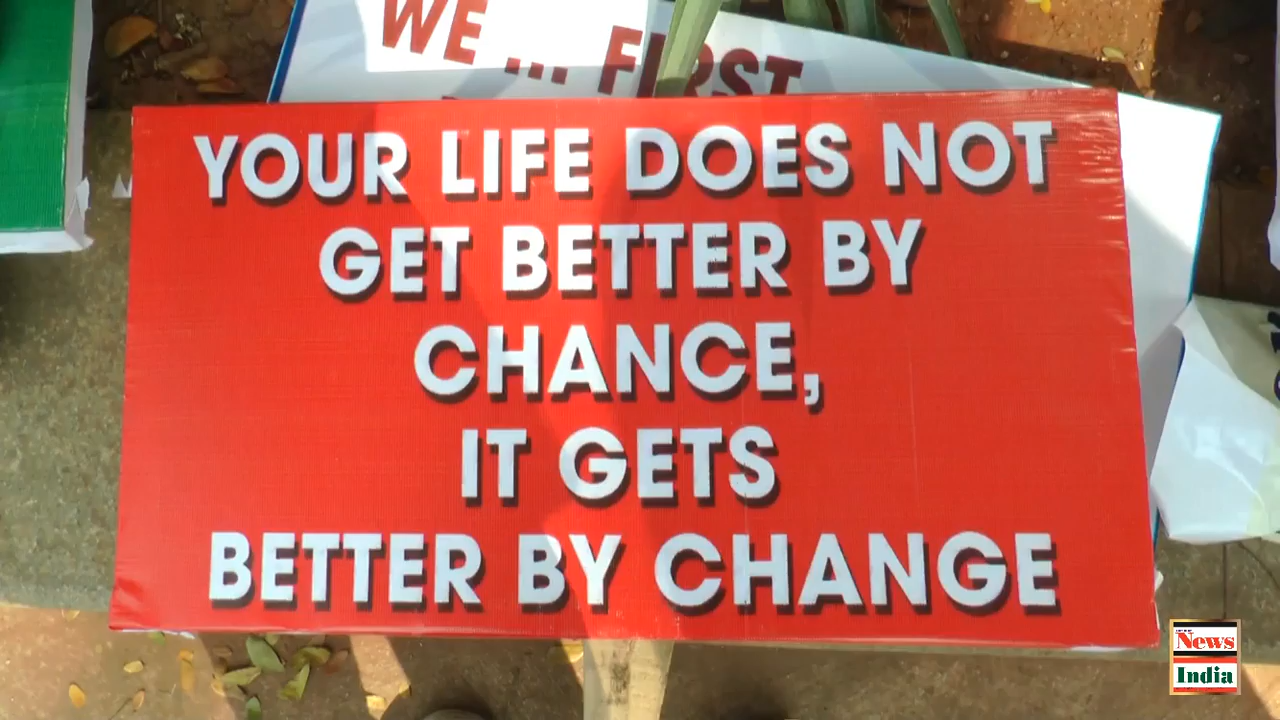 WE ... FIRST
YOUR LIFE DOES NOT
GET BETTER BY
CHANCE,
IT GETS
BETTER BY CHANGE
News
India